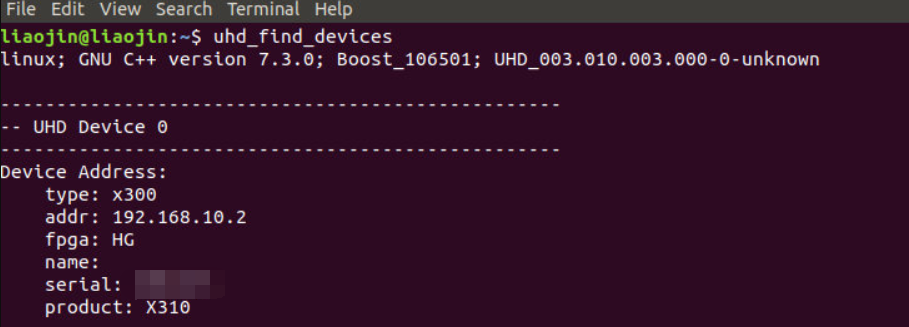 File Edit View Search Terminal Help
liaojin@liaojin:~$ uhd_find_devices
linux; GNU C++ version 7.3.0; Boost_106501; UHD_003.010.003.000-0-unknown
--------------------------------------------------
-- UHD Device 0
--------------------------------------------------
Device Address:
    type: x300
    addr: 192.168.10.2
    fpga: HG
    name:
    serial:
    product: X310